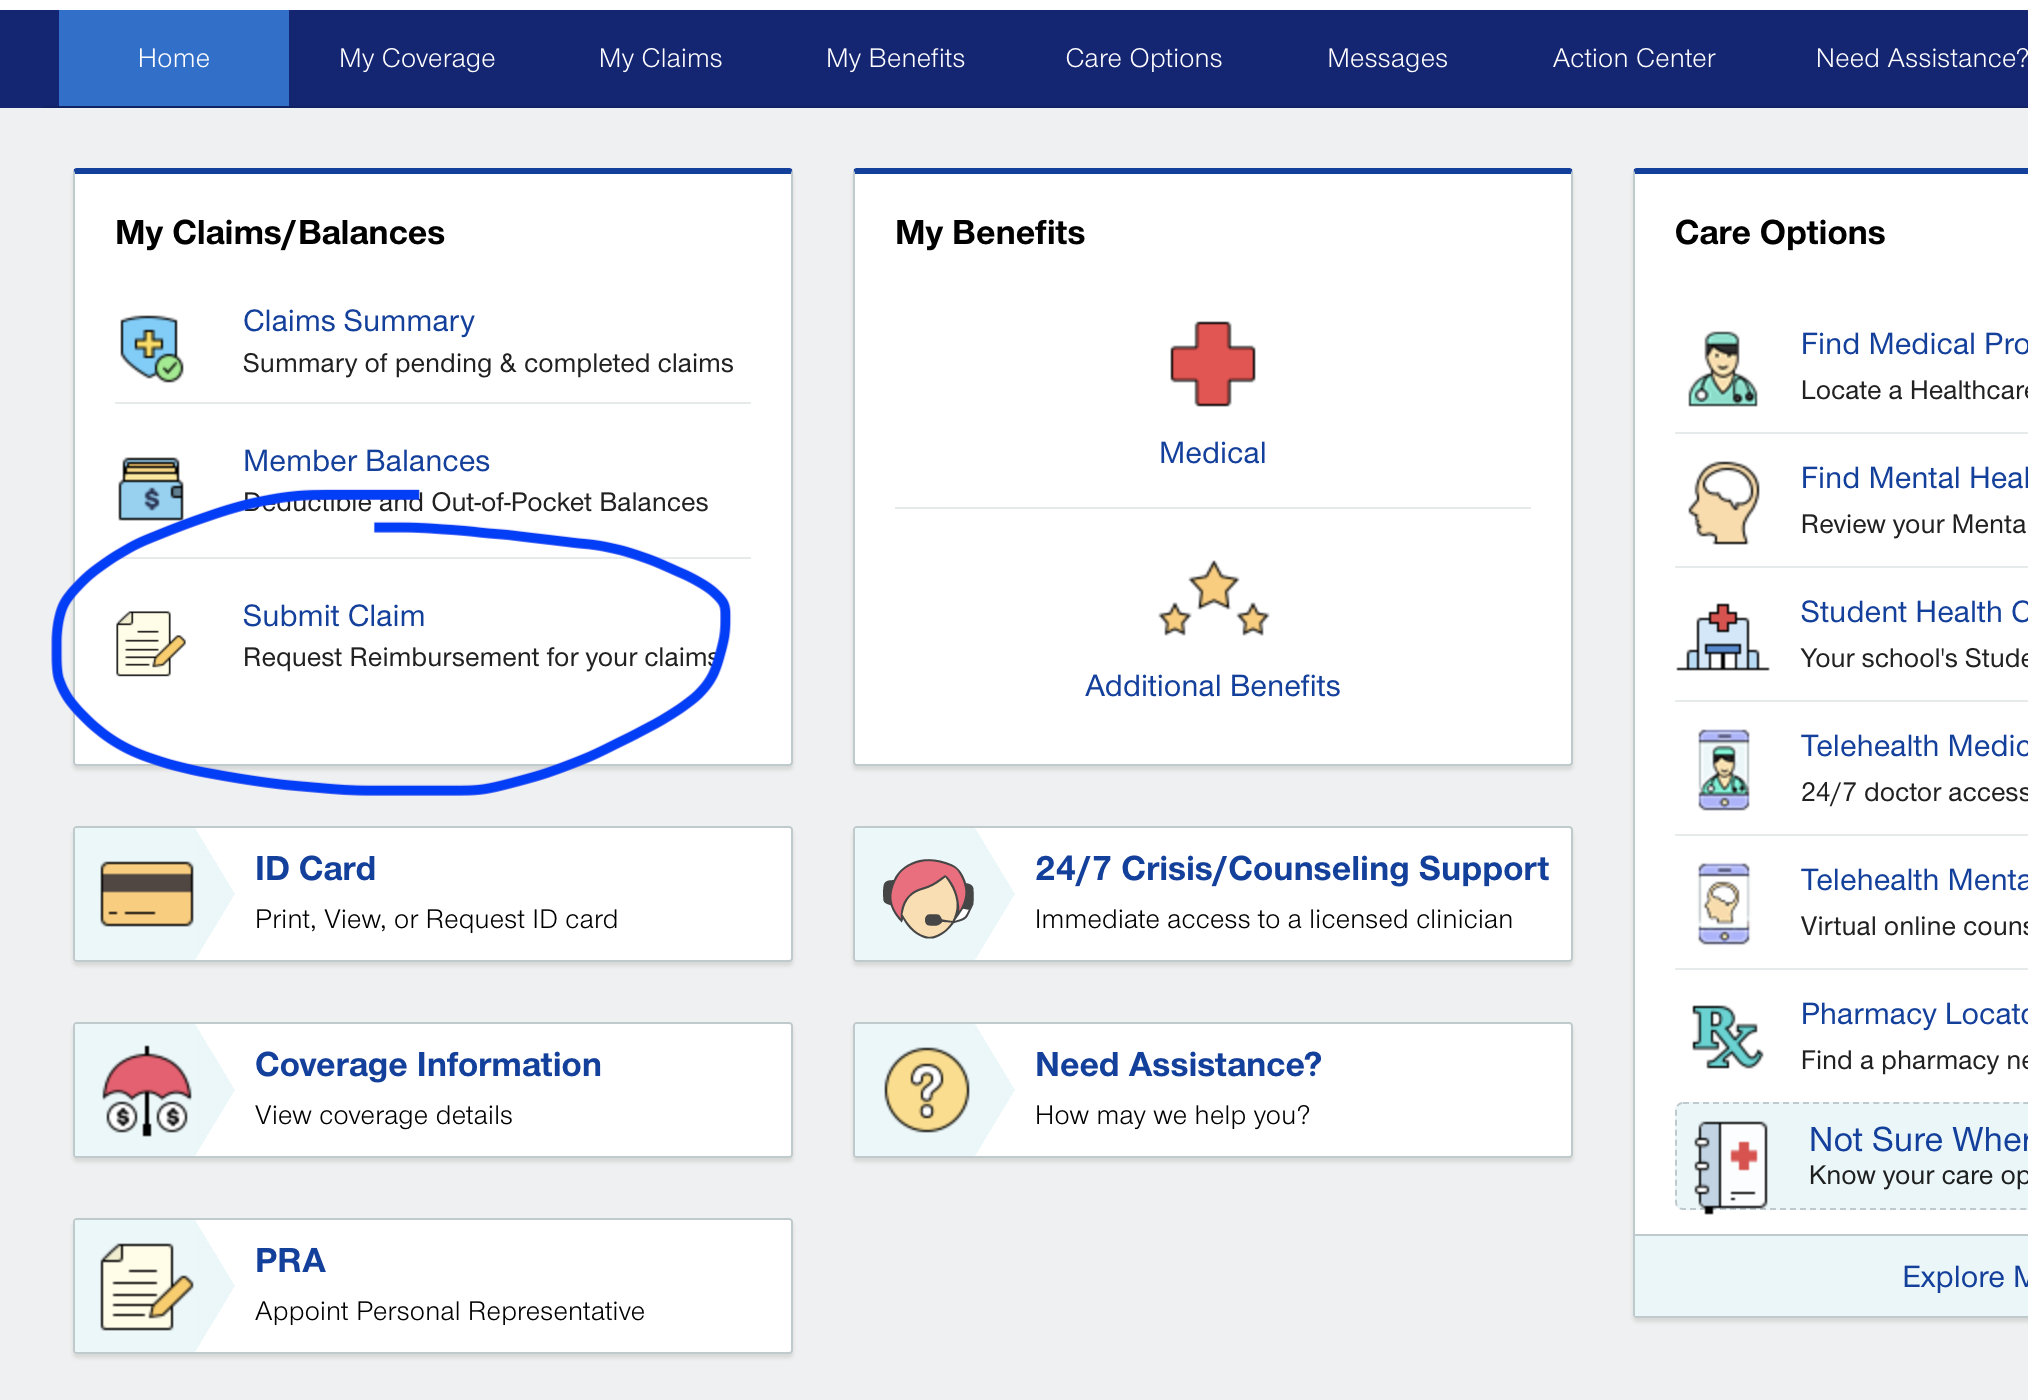 Home My Coverage My Claims My Benefits Care Options Messages Action Center Need Assistance?
My Claims/Balances
Claims Summary
Summary of pending & completed claims
Member Balances
Deductible and Out-of-Pocket Balances
$
Submit Claim
Request Reimbursement for your claims
My Benefits
Medical
Additional Benefits
Care Options
Find Medical Pro
Locate a Healthcare
Find Mental Heal
Review your Menta
Student Health C
Your school's Stude
Telehealth Medic
24/7 doctor access
Telehealth Menta
Virtual online couns
Rx
Pharmacy Locato
Find a pharmacy ne
Not Sure Wher
Know your care op
Explore M
ID Card
Print, View, or Request ID card
24/7 Crisis/Counseling Support
Immediate access to a licensed clinician
$ $
Coverage Information
View coverage details
?
Need Assistance?
How may we help you?
PRA
Appoint Personal Representative